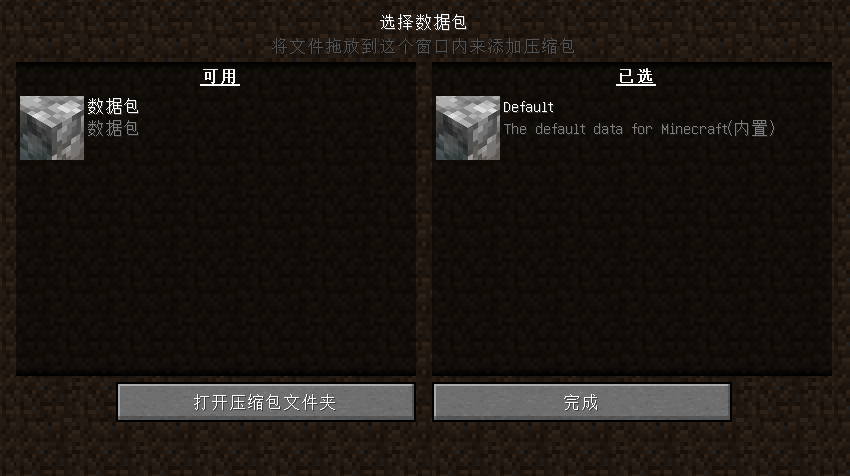 选择数据包
将文件拖放到这个窗口内来添加压缩包
可用
已选
数据包
数据包
Default
The default data for Minecraft(内置)
打开压缩包文件夹
完成